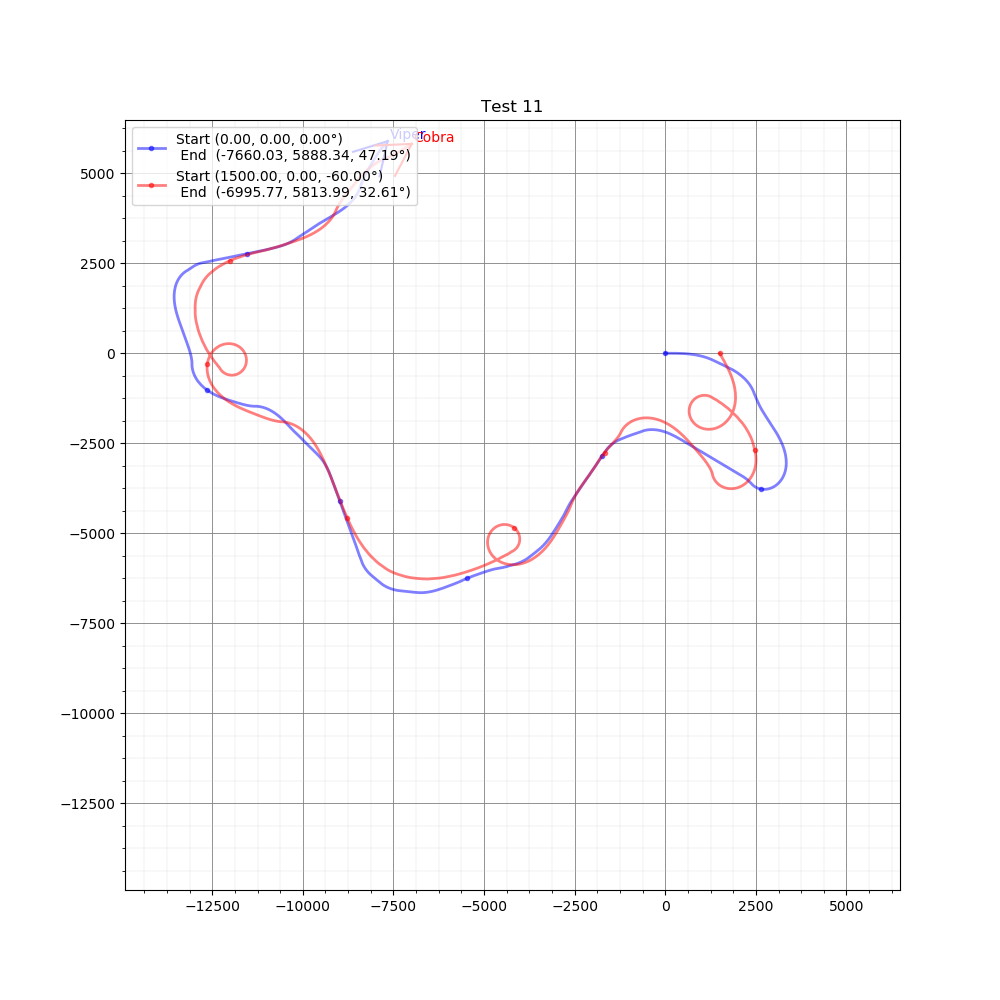 Test 11
Viper
Cobra
Start (0.00, 0.00, 0.00°)
End (-7660.03, 5888.34, 47.19°)
Start (1500.00, 0.00, -60.00°)
End (-6995.77, 5813.99, 32.61°)
5000
2500
0
−2500
−5000
−7500
−10000
−12500
−12500 −10000 −7500 −5000 −2500 0 2500 5000